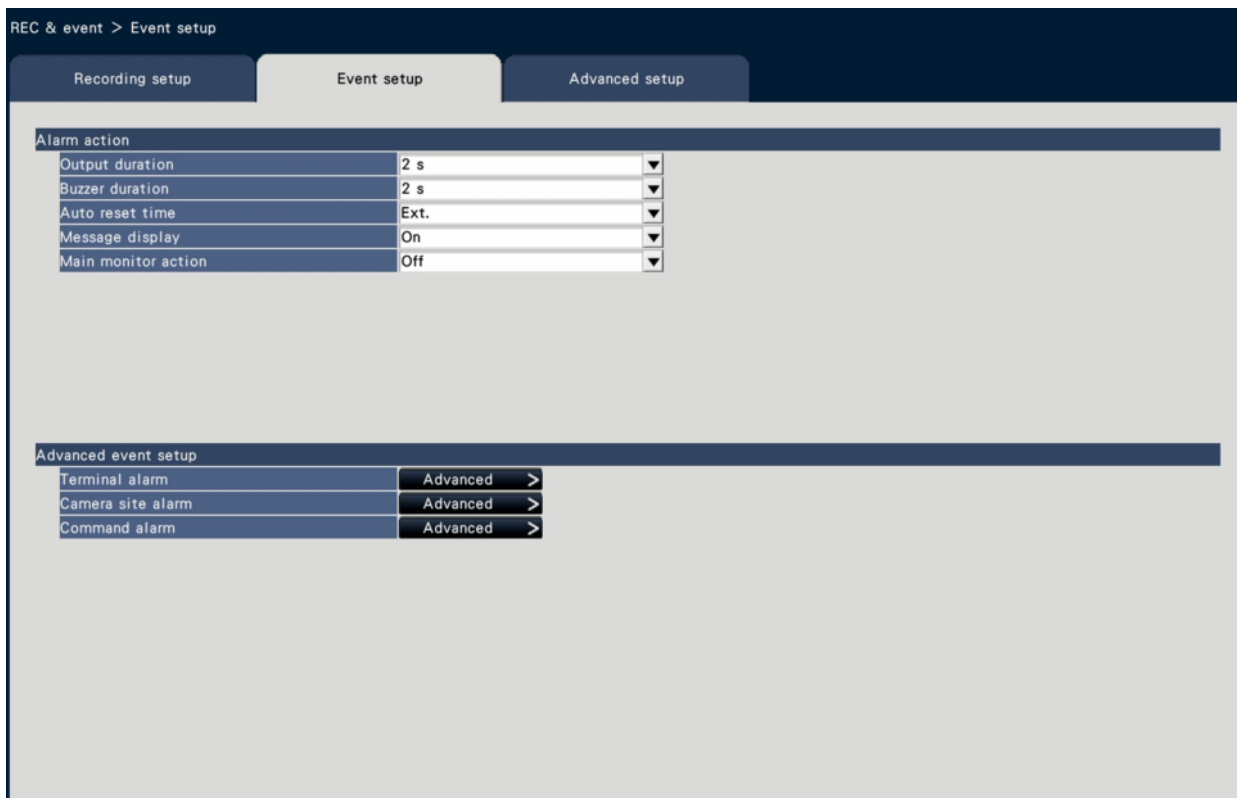 REC & event > Event setup
Recording setup Event setup Advanced setup
Alarm action
Output duration 2 s
Buzzer duration 2 s
Auto reset time Ext.
Message display On
Main monitor action Off
Advanced event setup
Terminal alarm Advanced >
Camera site alarm Advanced >
Command alarm Advanced >